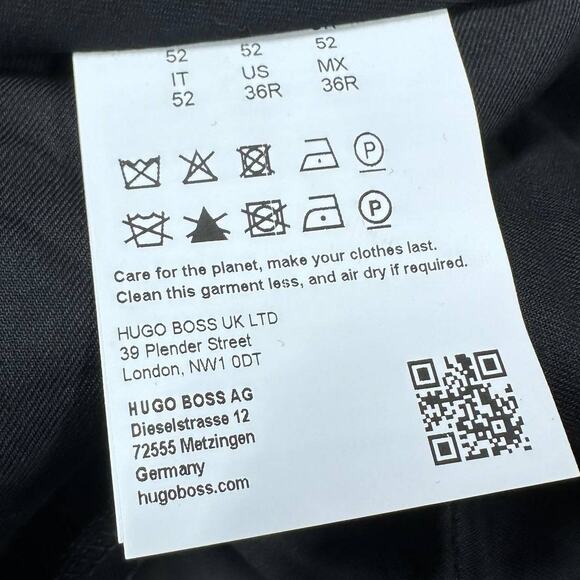 52 52 52
IT US MX
52 36R 36R
P
P
Care for the planet, make your clothes last.
Clean this garment less, and air dry if required.
HUGO BOSS UK LTD
39 Plender Street
London, NW1 0DT
HUGO BOSS AG
Dieselstrasse 12
72555 Metzingen
Germany
hugoboss.com